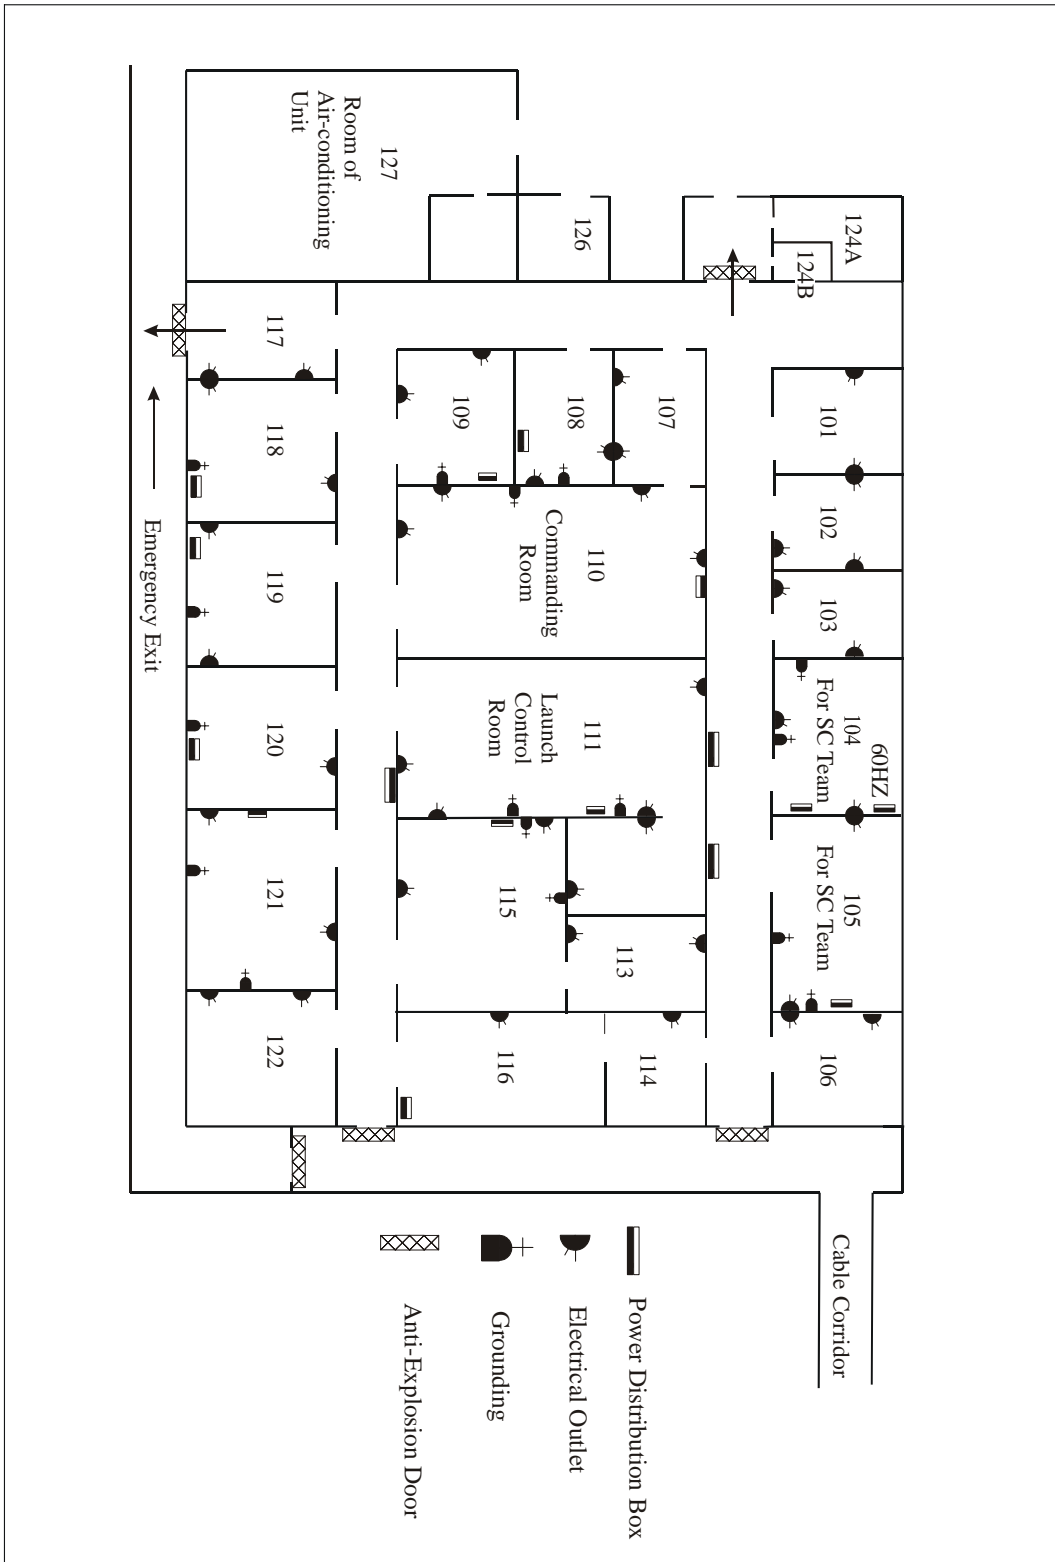 124A
124B
126
127
Room of
Air-conditioning
Unit
101
102
103
104
For SC Team
60HZ
105
For SC Team
106
107
108
109
110
Commanding
Room
111
Launch
Control
Room
113
115
114
116
117
118
119
120
121
122
Emergency Exit
Cable Corridor
Power Distribution Box
Electrical Outlet
Grounding
Anti-Explosion Door